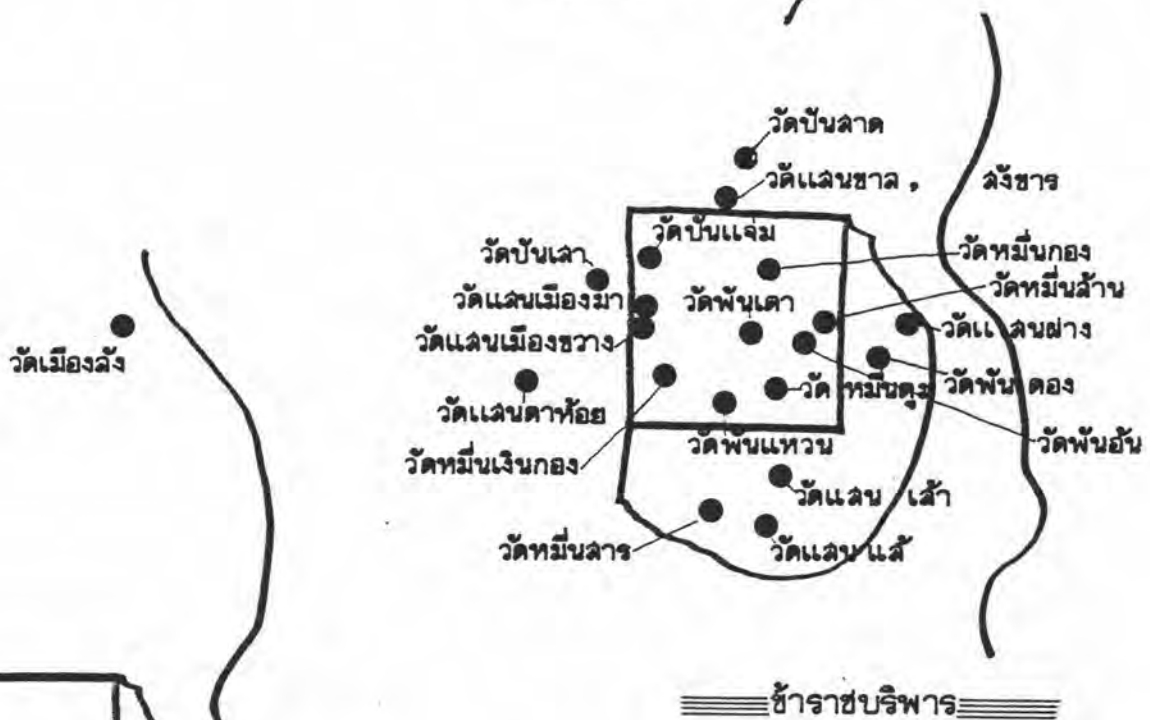 วัดปันลาด
วัดแสนขาล , สังขาร
วัดปันแจ่ม
วัดปันเสา
วัดหมื่นกอง
วัดแสนเมืองมา
วัดพันเตา
วัดหมื่นล้าน
วัดแสนเมืองขวาง
วัดแสนฝาง
วัดเมืองลัง
วัดแสนตาห้อย
วัดหมื่นตูม
วัดพันตอง
วัดหมื่นเงินกอง
วัดพันแหวน
วัดพันอ้น
วัดแสน เส้า
วัดหมื่นสาร
วัดแสน แส้
ข้าราชบริพาร